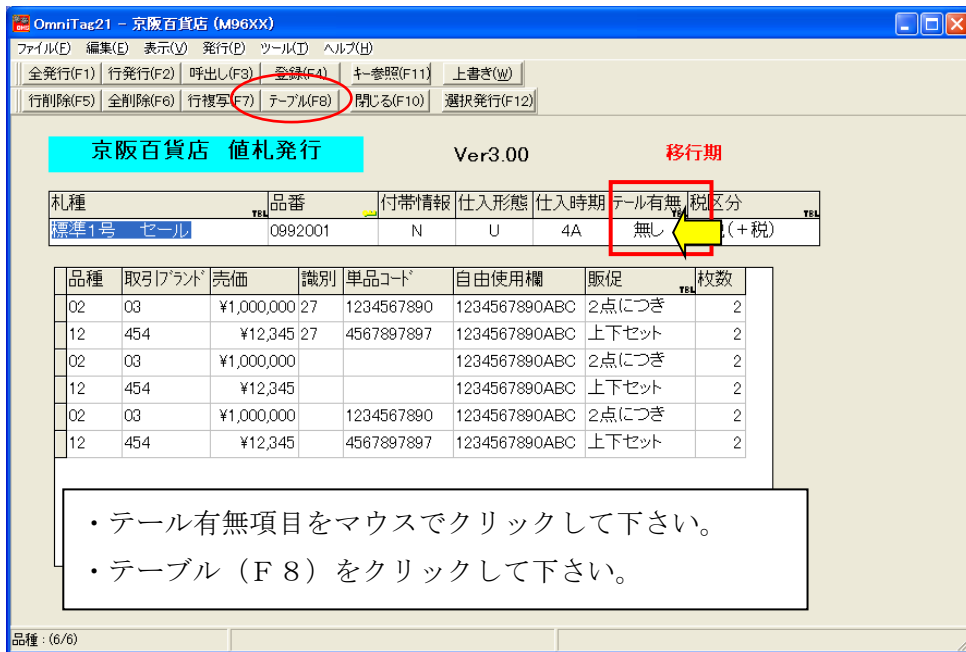 OmniTag21 - 京阪百貨店 (M96XX)
ファイル(F) 編集(E) 表示(V) 発行(P) ツール(T) ヘルプ(H)
全発行(F1) 行発行(F2) 呼出し(F3) 登録(F4) キー参照(F11) 上書き(W)
行削除(F5) 全削除(F6) 行複写(F7) テーブル(F8) 閉じる(F10) 選択発行(F12)
京阪百貨店 値札発行 Ver3.00 移行期
札種 TBL 品番 付帯情報 仕入形態 仕入時期 テール有無 TBL 税区分 TBL
標準1号 セール 0992001 N U 4A 無し (+税)
品種 取引ブランド 売価 識別 単品コード 自由使用欄 販促 TBL 枚数
02 03 ¥1,000,000 27 1234567890 1234567890ABC 2点につき 2
12 454 ¥12,345 27 4567897897 1234567890ABC 上下セット 2
02 03 ¥1,000,000 1234567890ABC 2点につき 2
12 454 ¥12,345 1234567890ABC 上下セット 2
02 03 ¥1,000,000 1234567890 1234567890ABC 2点につき 2
12 454 ¥12,345 4567897897 1234567890ABC 上下セット 2
・テール有無項目をマウスでクリックして下さい。
・テーブル（F８）をクリックして下さい。
品種 : (6/6)